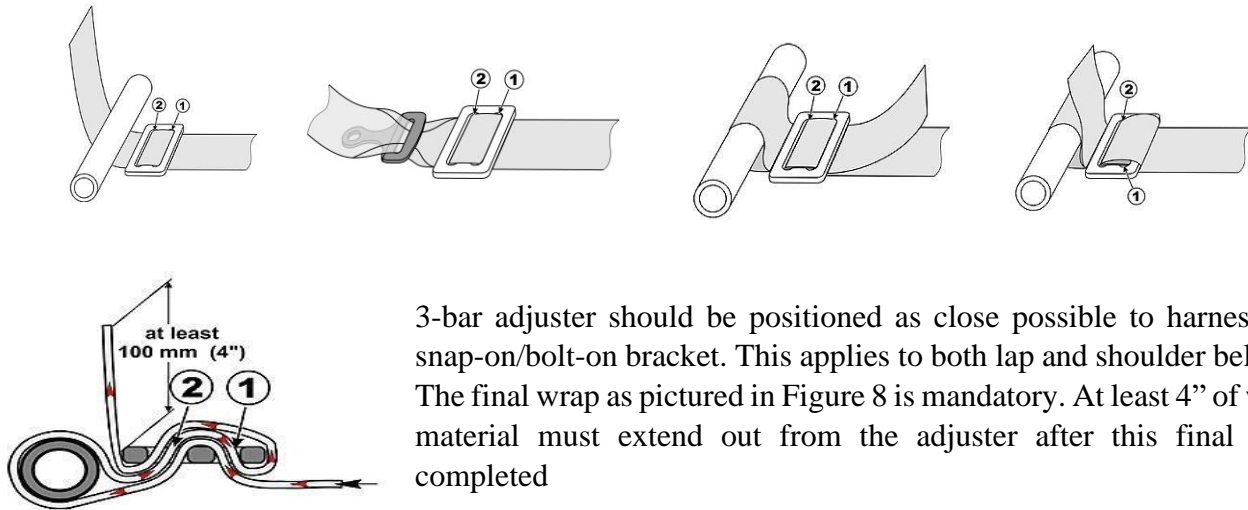 2 1
2 1
2 1
2
1
at least
100 mm (4")
2 1
3-bar adjuster should be positioned as close possible to harnes
snap-on/bolt-on bracket. This applies to both lap and shoulder bel
The final wrap as pictured in Figure 8 is mandatory. At least 4” of
material must extend out from the adjuster after this final
completed